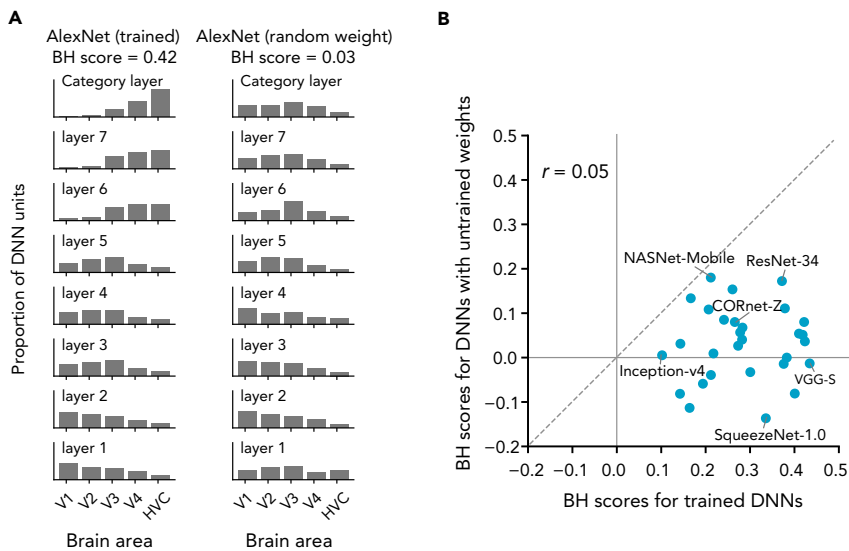 A
AlexNet (trained)
BH score = 0.42
AlexNet (random weight)
BH score = 0.03
Proportion of DNN units
Category layer
layer 7
layer 6
layer 5
layer 4
layer 3
layer 2
layer 1
V1 V2 V3 V4 HVC
Brain area
Category layer
layer 7
layer 6
layer 5
layer 4
layer 3
layer 2
layer 1
V1 V2 V3 V4 HVC
Brain area
B
BH scores for DNNs with untrained weights
0.5
0.4
0.3
0.2
0.1
0.0
−0.1
−0.2
r = 0.05
NASNet-Mobile
ResNet-34
CORnet-Z
Inception-v4
VGG-S
SqueezeNet-1.0
−0.2 −0.1 0.0 0.1 0.2 0.3 0.4 0.5
BH scores for trained DNNs